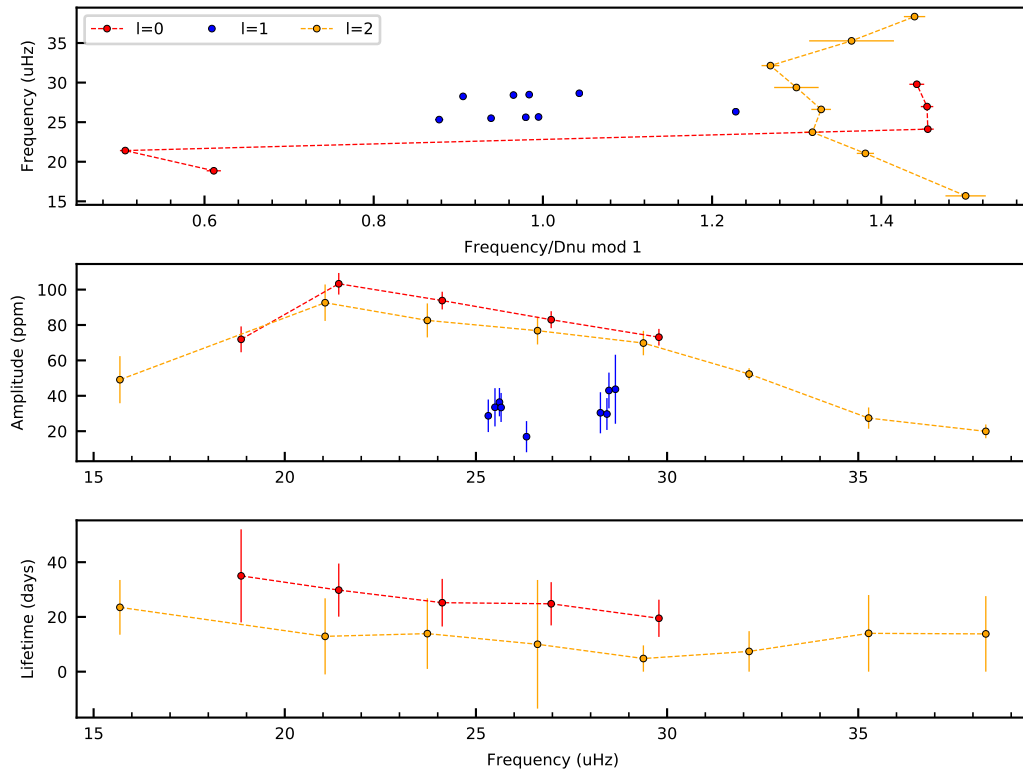 l=0 l=1 l=2
Frequency (uHz)
35
30
25
20
15
0.6 0.8 1.0 1.2 1.4
Frequency/Dnu mod 1
Amplitude (ppm)
100
80
60
40
20
15 20 25 30 35
Lifetime (days)
40
20
0
15 20 25 30 35
Frequency (uHz)